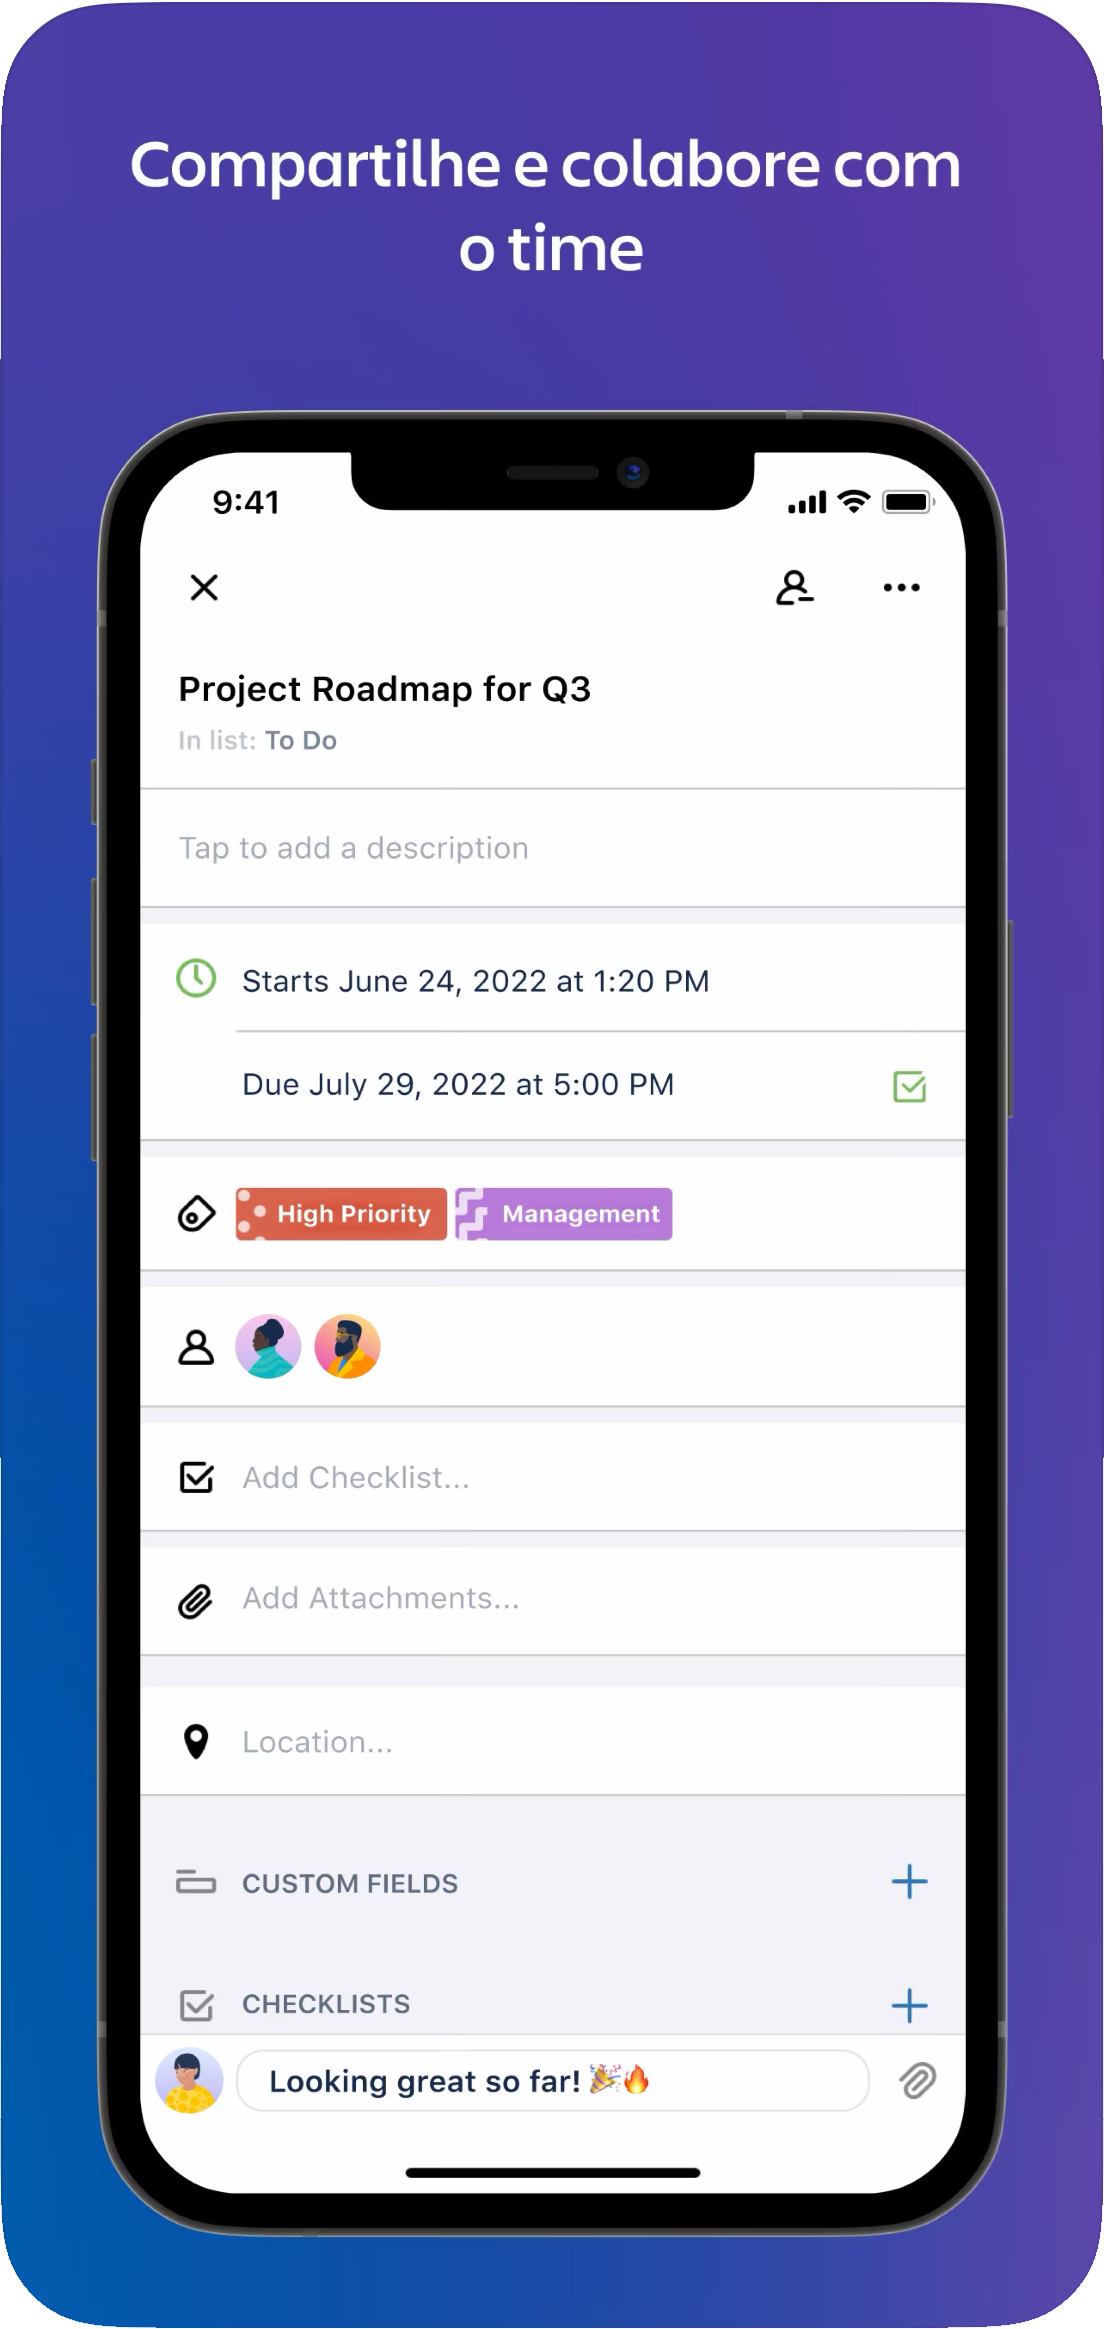 Compartilhe e colabore com
o time
9:41
Project Roadmap for Q3
In list: To Do
Tap to add a description
Starts June 24, 2022 at 1:20 PM
Due July 29, 2022 at 5:00 PM
High Priority Management
Add Checklist...
Add Attachments...
Location...
CUSTOM FIELDS
CHECKLISTS
Looking great so far! 🎉🔥